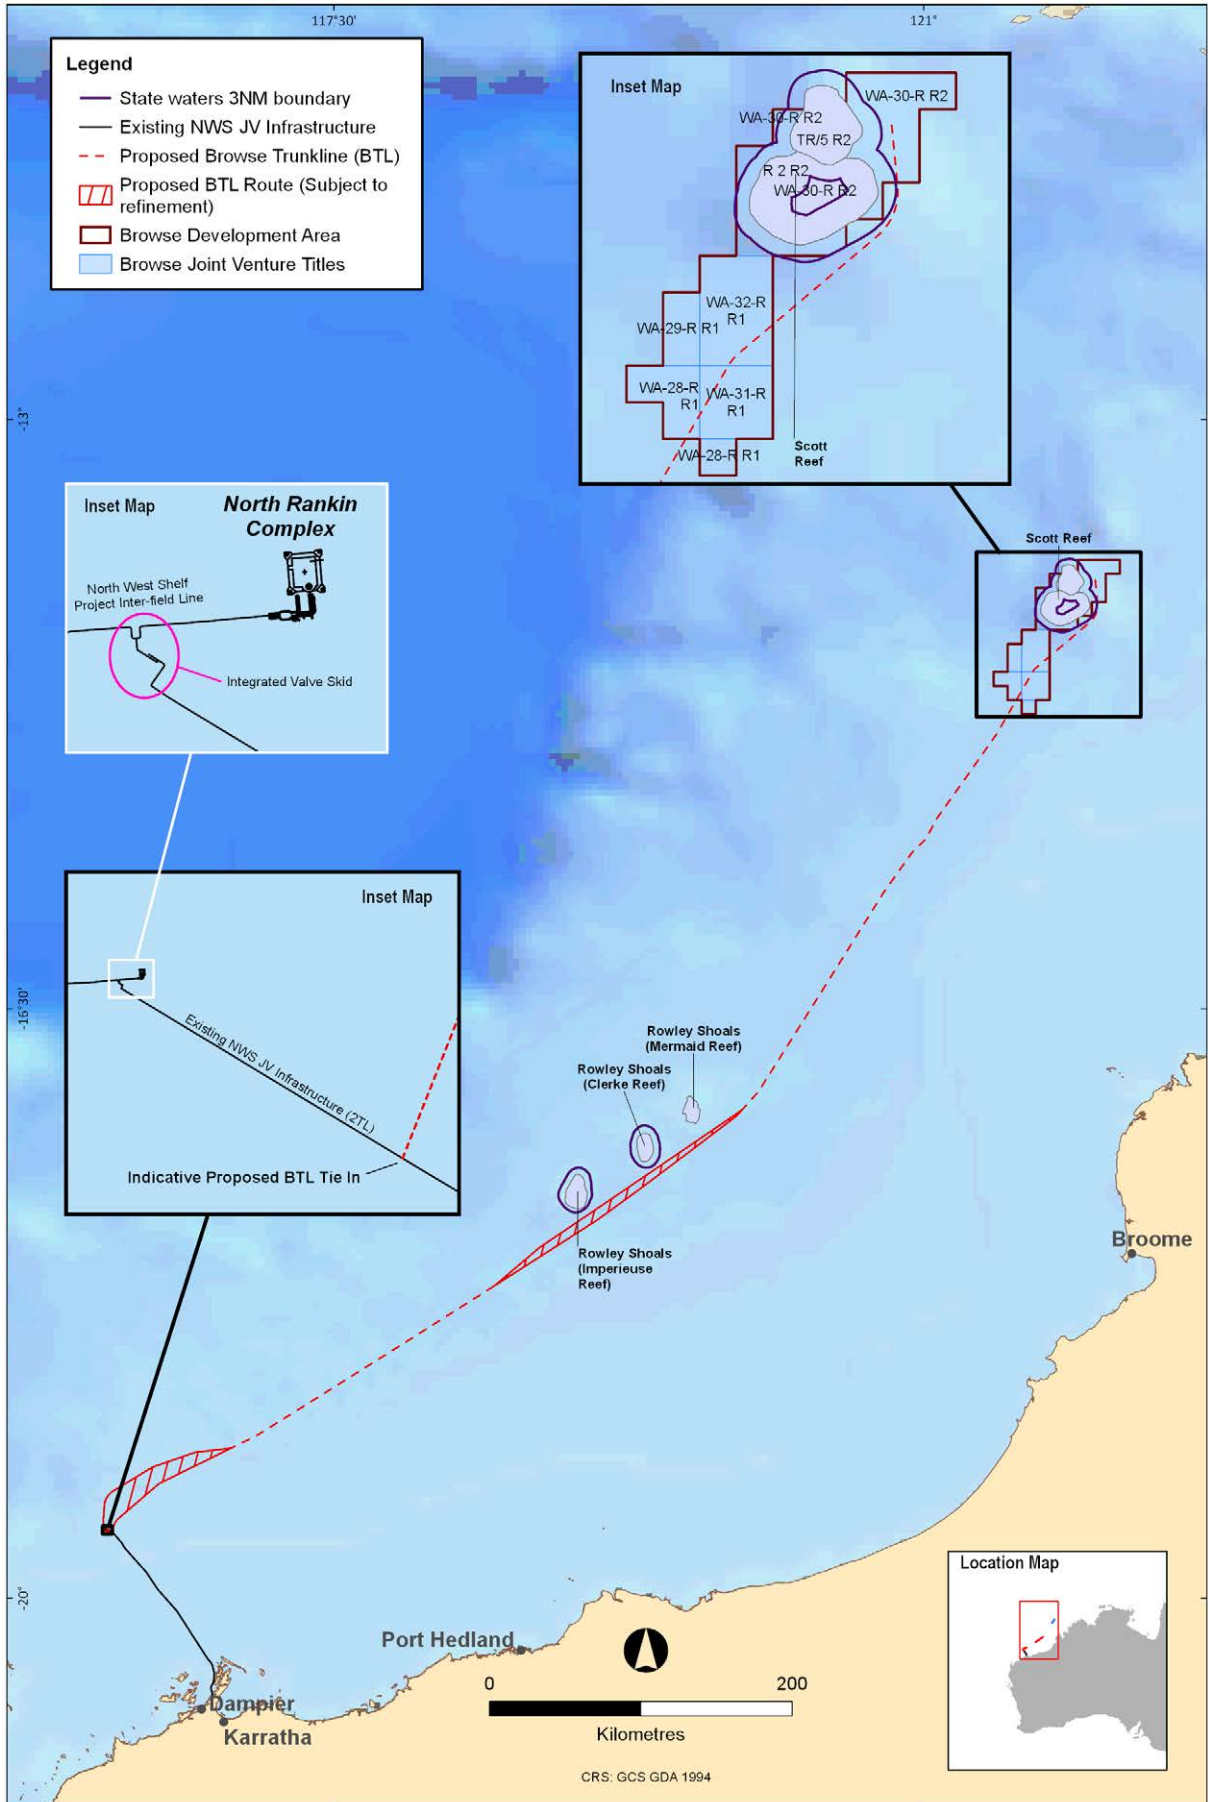 117°30'
121°
Legend
State waters 3NM boundary
Existing NWS JV Infrastructure
Proposed Browse Trunkline (BTL)
Proposed BTL Route (Subject to
refinement)
Browse Development Area
Browse Joint Venture Titles
Inset Map
WA-30-R R2
WA-30-R R2
TR/5 R2
R 2 R2
WA-30-R R2
WA-32-R
R1
WA-29-R R1
WA-28-R
R1
WA-31-R
R1
WA-28-R R1
Scott
Reef
-13°
Inset Map
North Rankin
Complex
North West Shelf
Project Inter-field Line
Integrated Valve Skid
Scott Reef
Inset Map
Existing NWS JV Infrastructure (2TL)
Indicative Proposed BTL Tie In
-16°30'
Rowley Shoals
(Mermaid Reef)
Rowley Shoals
(Clerke Reef)
Rowley Shoals
(Imperieuse
Reef)
Broome
-20°
Port Hedland
Dampier
Karratha
0
200
Kilometres
CRS: GCS GDA 1994
Location Map